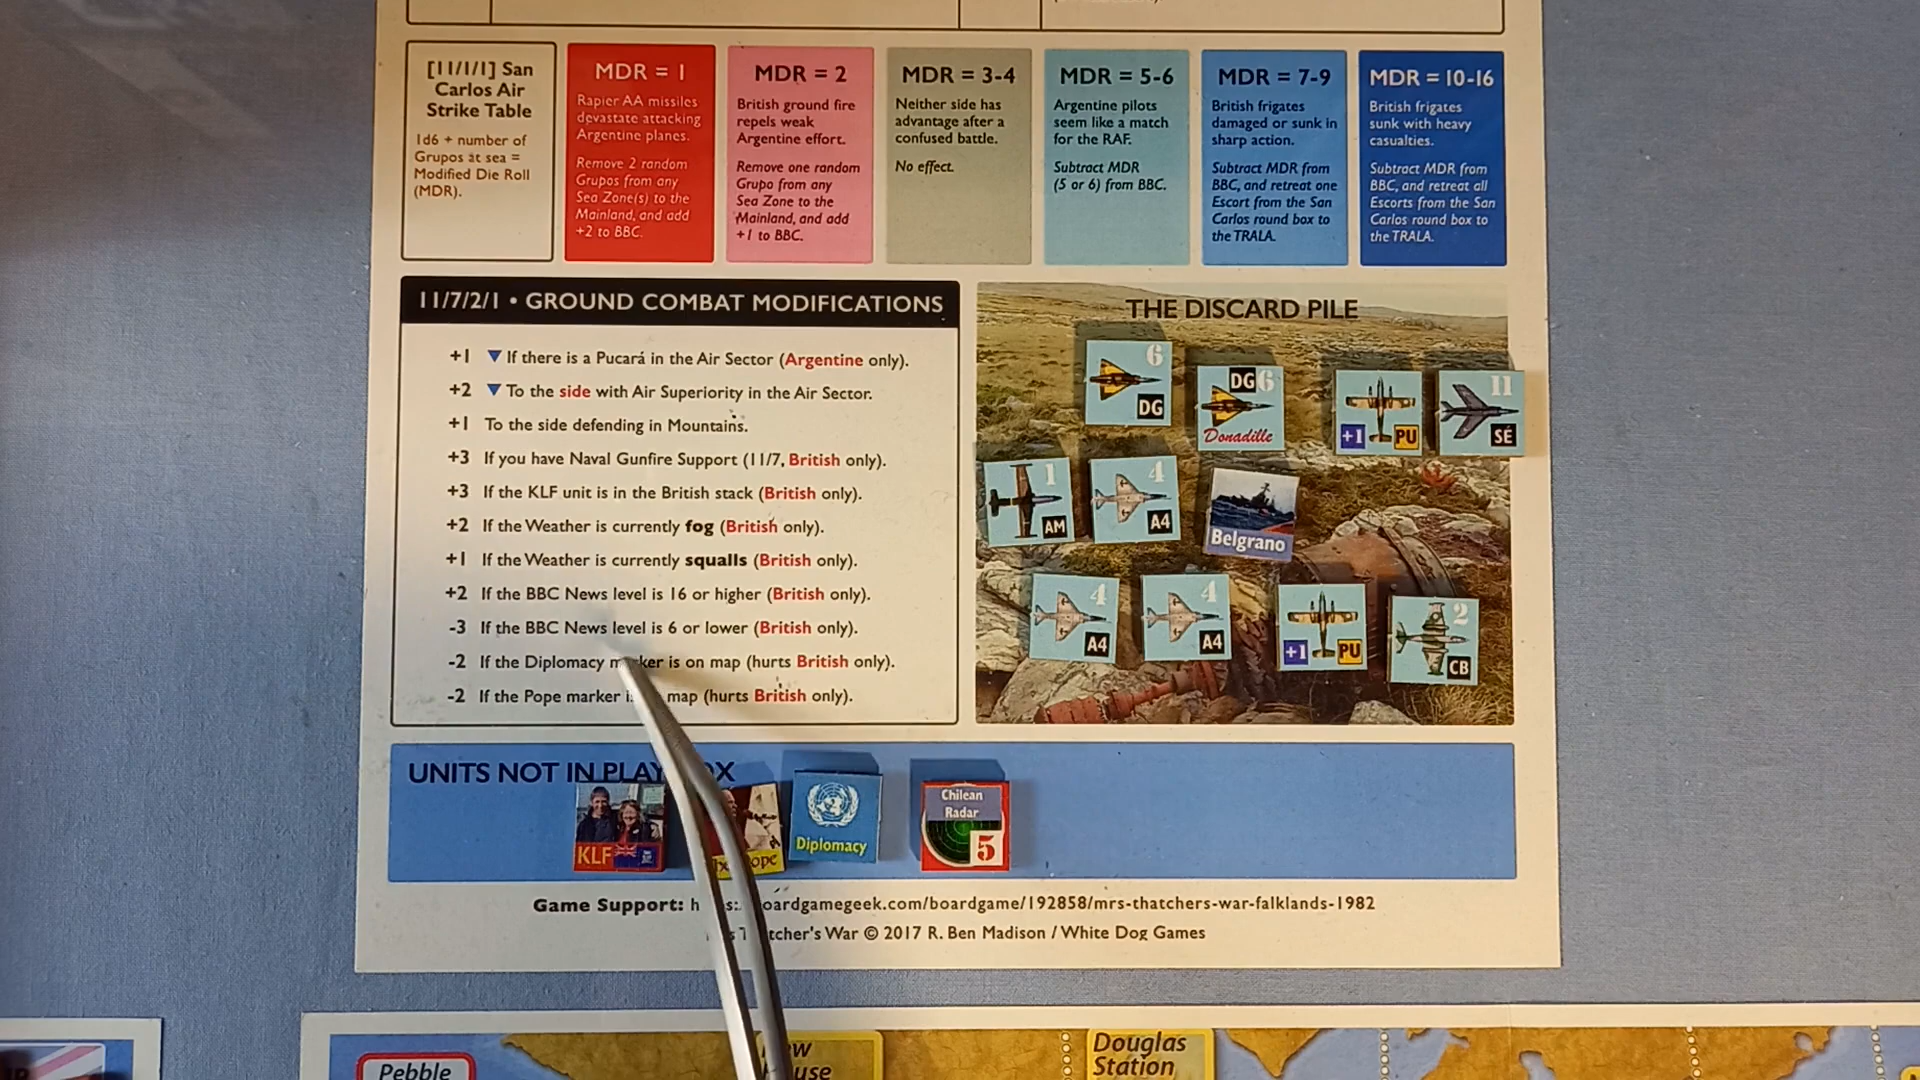 [11/1/1] San
Carlos Air
Strike Table
1d6 + number of
Grupos at sea =
Modified Die Roll
(MDR).
MDR = 1
Rapier AA missiles
devastate attacking
Argentine planes.
Remove 2 random
Grupos from any
Sea Zone(s) to the
Mainland, and add
+2 to BBC.
MDR = 2
British ground fire
repels weak
Argentine effort.
Remove one random
Grupo from any
Sea Zone to the
Mainland, and add
+1 to BBC.
MDR = 3-4
Neither side has
advantage after a
confused battle.
No effect.
MDR = 5-6
Argentine pilots
seem like a match
for the RAF.
Subtract MDR
(5 or 6) from BBC.
MDR = 7-9
British frigates
damaged or sunk in
sharp action.
Subtract MDR from
BBC, and retreat one
Escort from the San
Carlos round box to
the TRALA.
MDR = 10-16
British frigates
sunk with heavy
casualties.
Subtract MDR from
BBC, and retreat all
Escorts from the San
Carlos round box to
the TRALA.
11/7/2/1 • GROUND COMBAT MODIFICATIONS
+1 ▼ If there is a Pucará in the Air Sector (Argentine only).
+2 ▼ To the side with Air Superiority in the Air Sector.
+1 To the side defending in Mountains.
+3 If you have Naval Gunfire Support (11/7, British only).
+3 If the KLF unit is in the British stack (British only).
+2 If the Weather is currently fog (British only).
+1 If the Weather is currently squalls (British only).
+2 If the BBC News level is 16 or higher (British only).
-3 If the BBC News level is 6 or lower (British only).
-2 If the Diplomacy is on map (hurts British only).
-2 If the Pope marker map (hurts British only).
THE DISCARD PILE
6
DG
DG 6
Donadille
+1 PU
11
SÉ
1
AM
4
A4
Belgrano
4
A4
4
A4
+1 PU
2
CB
UNITS NOT IN PLAY
KLF
Diplomacy
Chilean
Radar
5
Game Support: boardgamegeek.com/boardgame/192858/mrs-thatchers-war-falklands-1982
War © 2017 R. Ben Madison / White Dog Games
Pebble
Douglas
Station